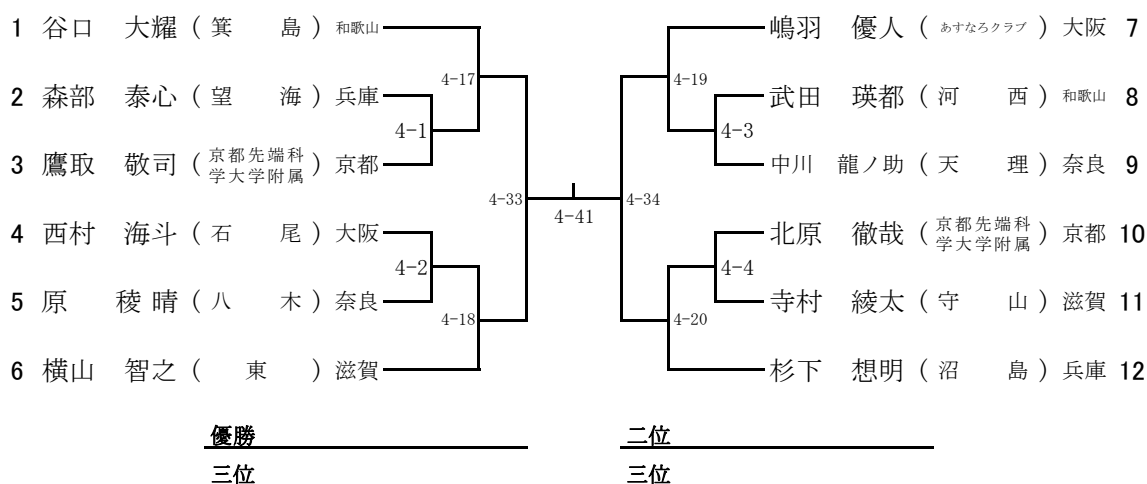 1 谷口 大耀 ( 箕 島 ) 和歌山
2 森部 泰心 ( 望 海 ) 兵庫
3 鷹取 敬司 ( 京都先端科学大学附属 ) 京都
4 西村 海斗 ( 石 尾 ) 大阪
5 原 稜晴 ( 八 木 ) 奈良
6 横山 智之 ( 東 ) 滋賀
4-17
4-1
4-2
4-18
4-33
4-41
4-34
4-19
4-3
4-4
4-20
嶋羽 優人 ( あすなろクラブ ) 大阪 7
武田 瑛都 ( 河 西 ) 和歌山 8
中川 龍ノ助 ( 天 理 ) 奈良 9
北原 徹哉 ( 京都先端科学大学附属 ) 京都 10
寺村 綾太 ( 守 山 ) 滋賀 11
杉下 想明 ( 沼 島 ) 兵庫 12
優勝
三位
二位
三位